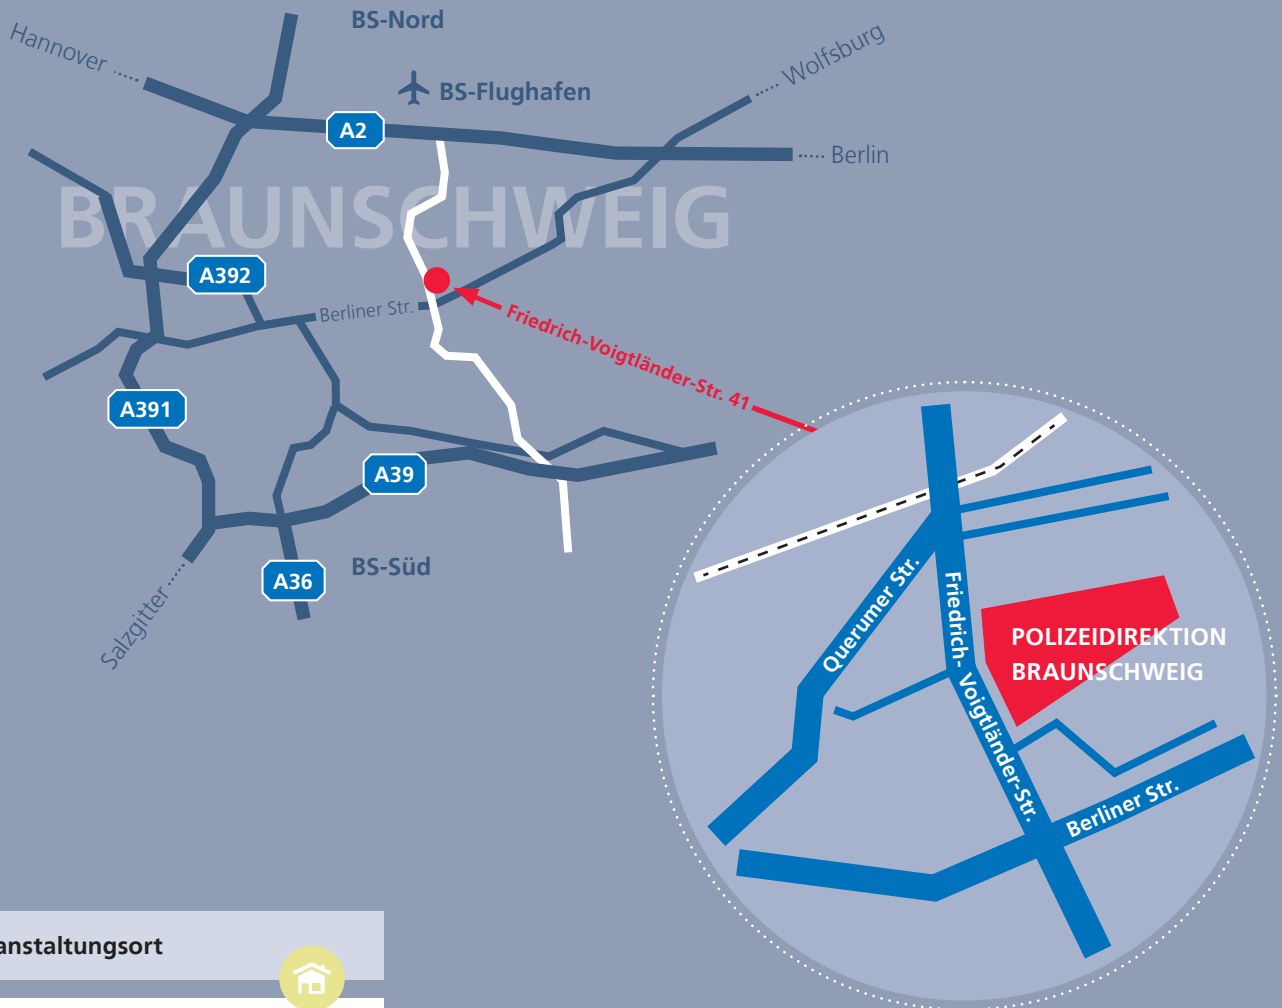 BS-Nord
Hannover
Wolfsburg
BS-Flughafen
A2
Berlin
BRAUNSCHWEIG
A392
Berliner Str.
Friedrich-Voigtländer-Str. 41
A391
A39
BS-Süd
A36
Salzgitter
Querumer Str.
Friedrich- Voigtländer-Str.
POLIZEIDIREKTION
BRAUNSCHWEIG
Berliner Str.
anstaltungsort